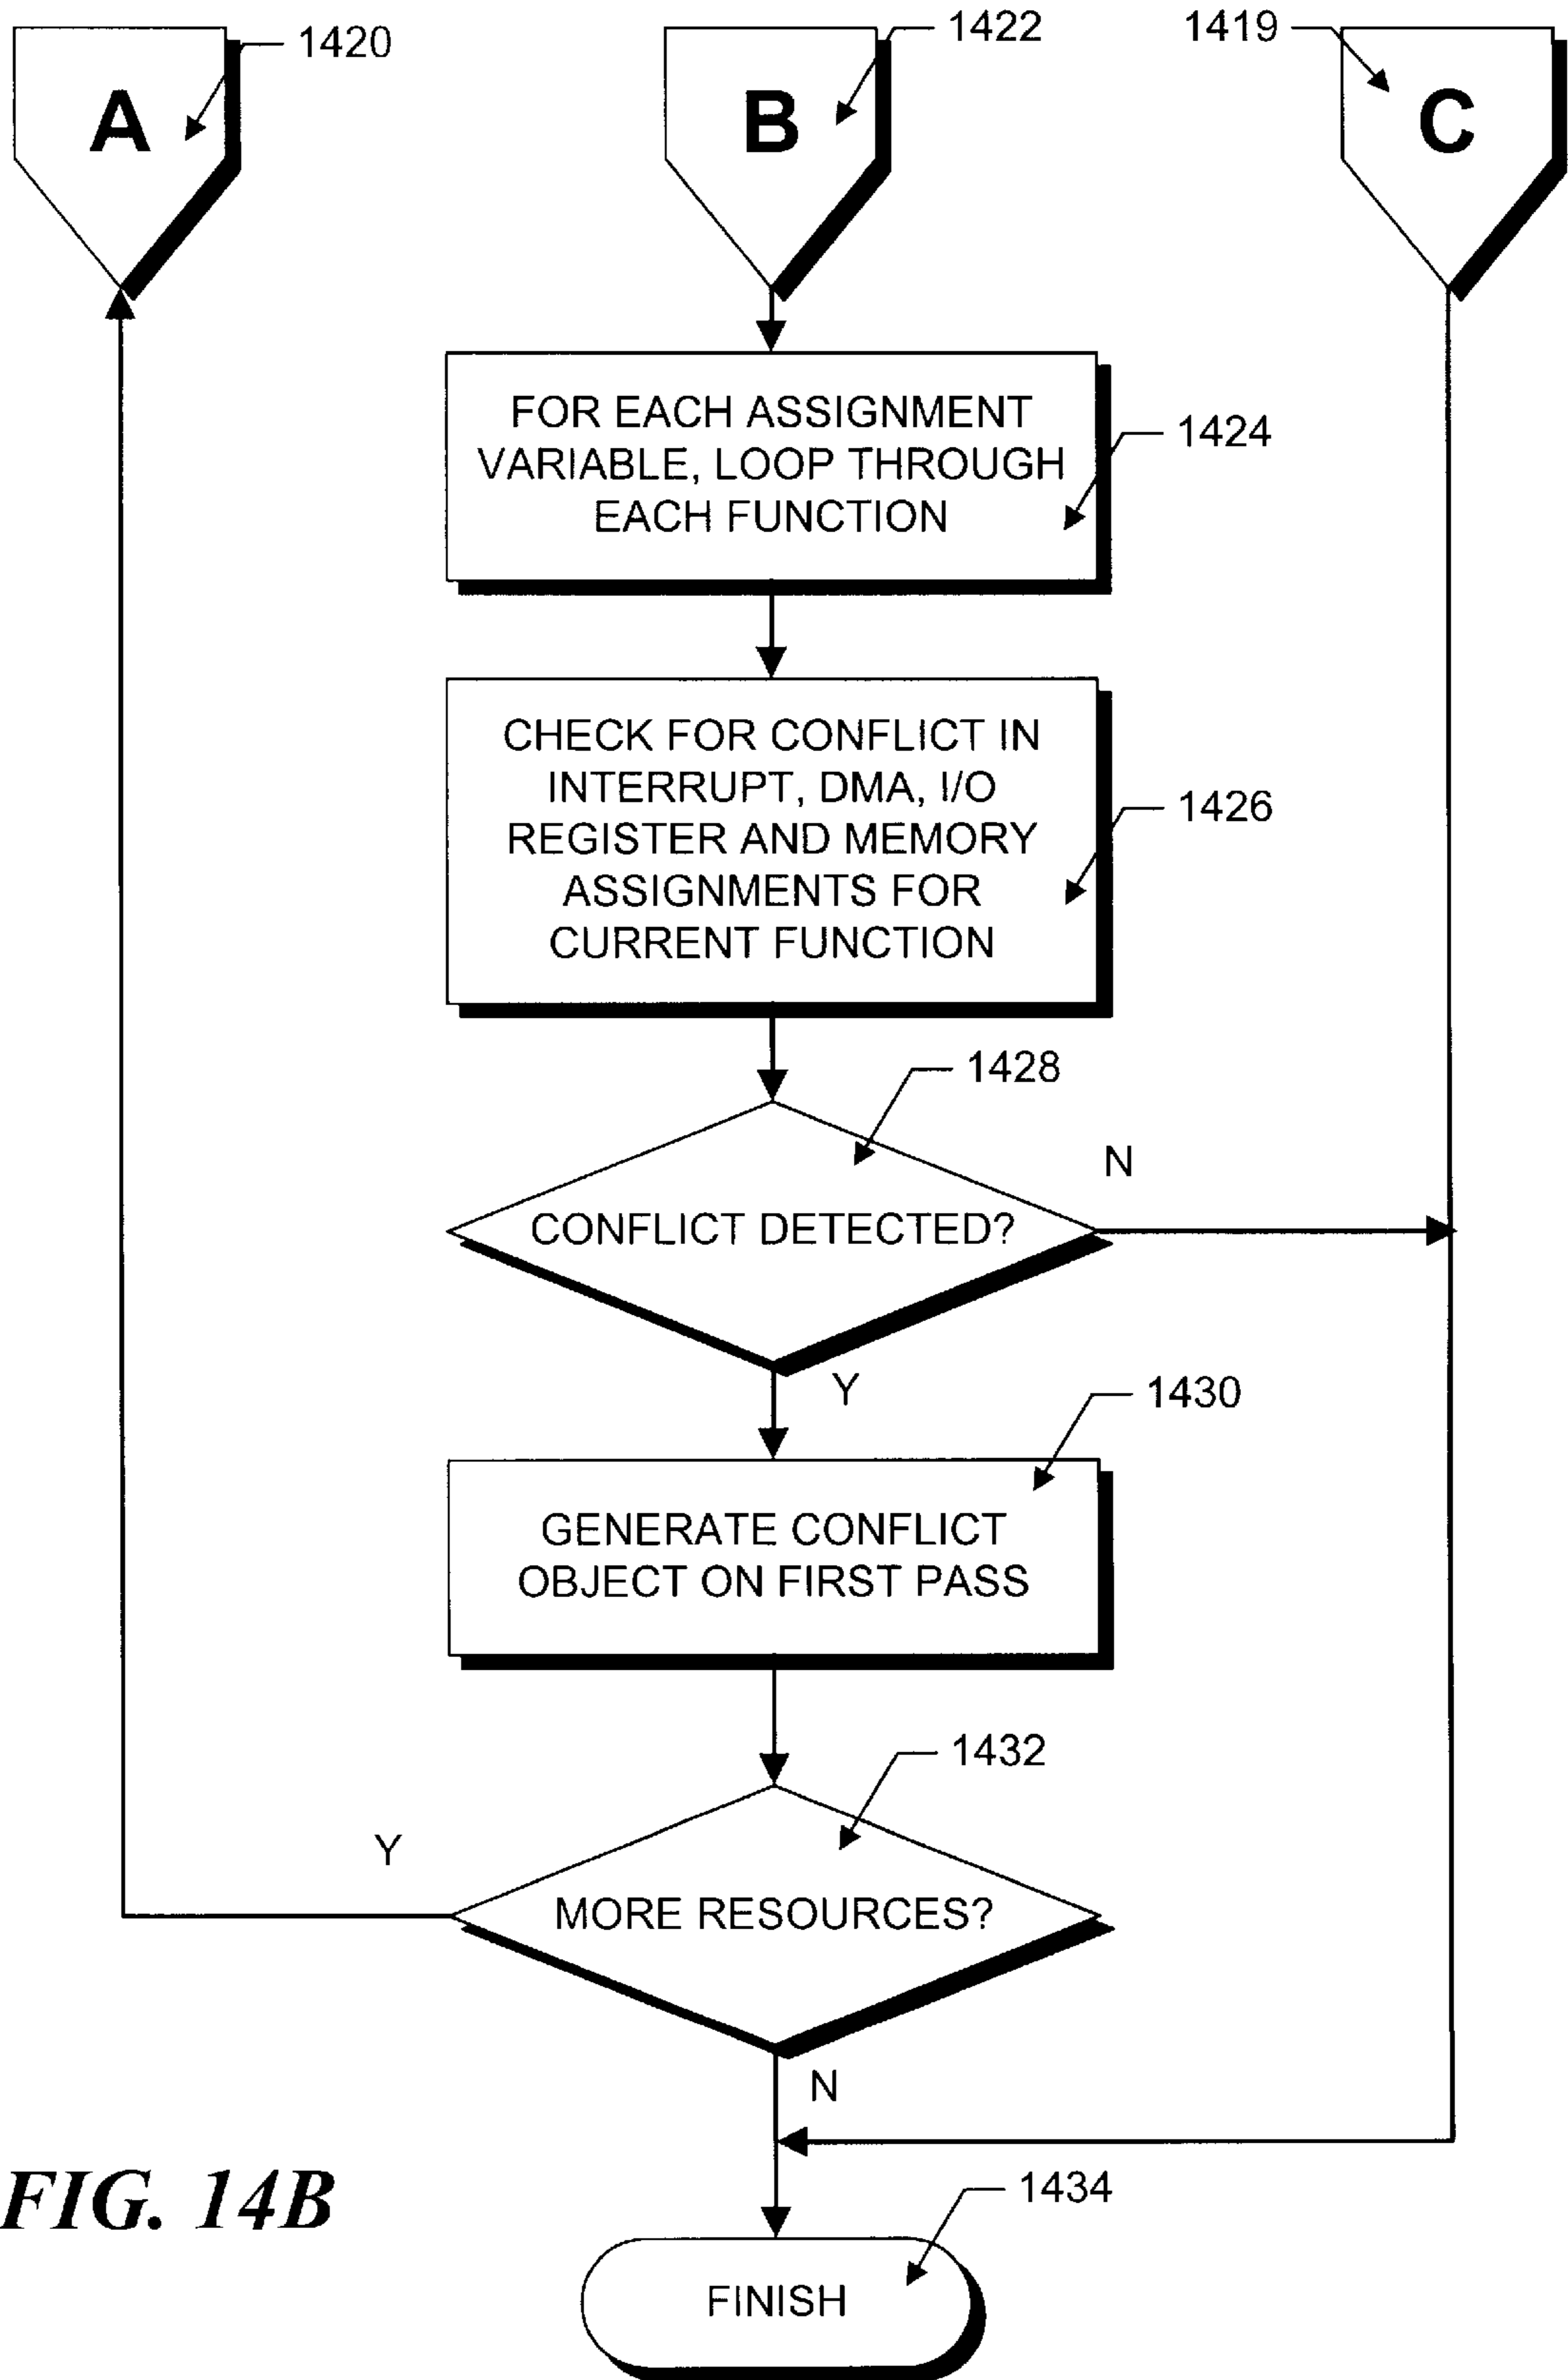 1420
1422
1419
A
B
C
FOR EACH ASSIGNMENT
VARIABLE, LOOP THROUGH
EACH FUNCTION
1424
CHECK FOR CONFLICT IN
INTERRUPT, DMA, I/O
REGISTER AND MEMORY
ASSIGNMENTS FOR
CURRENT FUNCTION
1426
1428
N
CONFLICT DETECTED?
Y
1430
GENERATE CONFLICT
OBJECT ON FIRST PASS
1432
Y
MORE RESOURCES?
N
FIG. 14B
1434
FINISH